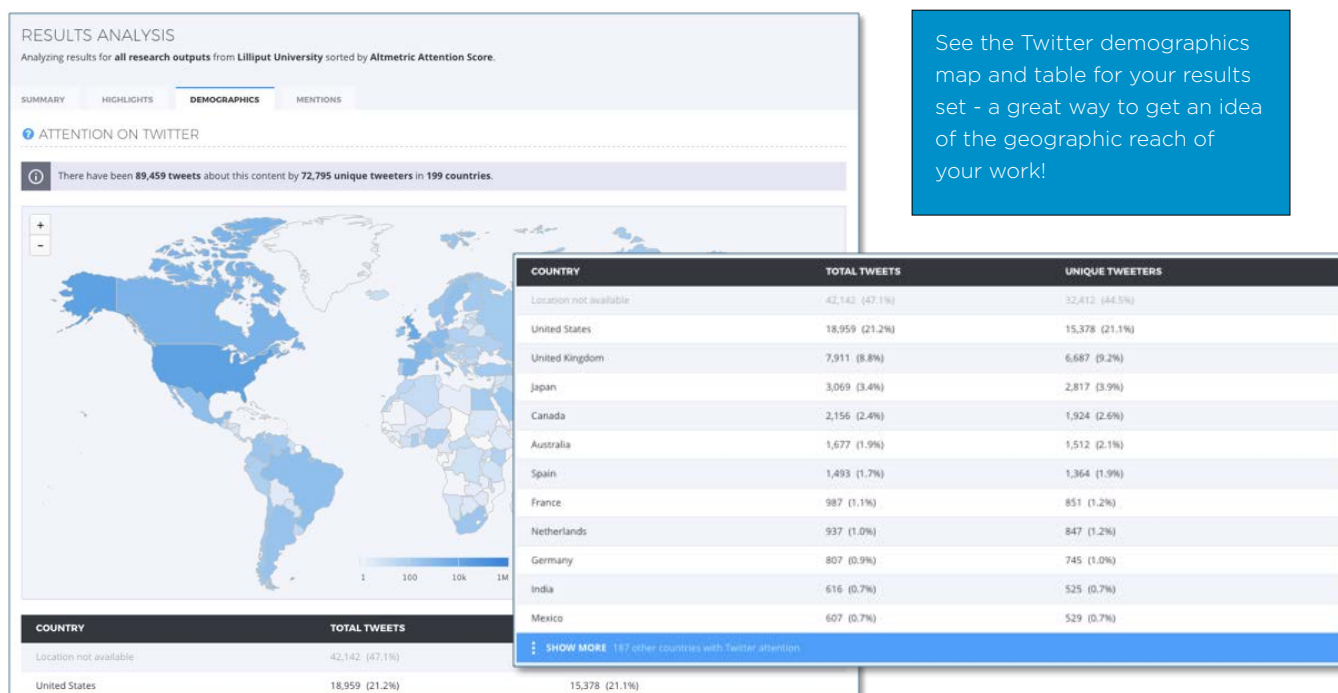 RESULTS ANALYSIS
Analyzing results for all research outputs from Lilliput University sorted by Altmetric Attention Score.
SUMMARY HIGHLIGHTS DEMOGRAPHICS MENTIONS
? ATTENTION ON TWITTER
There have been 89,459 tweets about this content by 72,795 unique tweeters in 199 countries.
+
−
1 100 10k 1M
COUNTRY TOTAL TWEETS
Location not available 42,142 (47.1%)
United States 18,959 (21.2%) 15,378 (21.1%)
See the Twitter demographics
map and table for your results
set - a great way to get an idea
of the geographic reach of
your work!
COUNTRY TOTAL TWEETS UNIQUE TWEETERS
Location not available 42,142 (47.1%) 32,412 (44.5%)
United States 18,959 (21.2%) 15,378 (21.1%)
United Kingdom 7,911 (8.8%) 6,687 (9.2%)
Japan 3,069 (3.4%) 2,817 (3.9%)
Canada 2,156 (2.4%) 1,924 (2.6%)
Australia 1,677 (1.9%) 1,512 (2.1%)
Spain 1,493 (1.7%) 1,364 (1.9%)
France 987 (1.1%) 851 (1.2%)
Netherlands 937 (1.0%) 847 (1.2%)
Germany 807 (0.9%) 745 (1.0%)
India 616 (0.7%) 525 (0.7%)
Mexico 607 (0.7%) 529 (0.7%)
SHOW MORE 187 other countries with Twitter attention